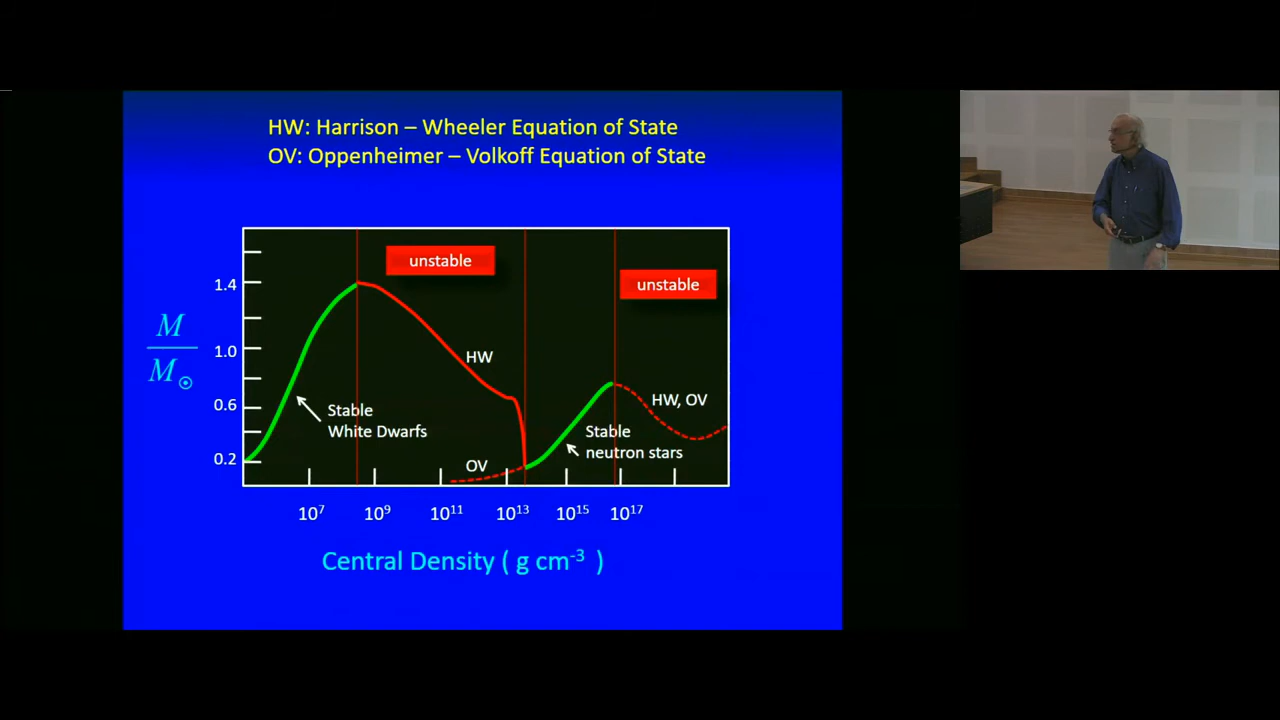 HW: Harrison – Wheeler Equation of State
OV: Oppenheimer – Volkoff Equation of State
unstable
unstable
1.4
M
M☉
1.0
HW
HW, OV
0.6
Stable
White Dwarfs
Stable
neutron stars
0.2
OV
10⁷
10⁹
10¹¹
10¹³
10¹⁵
10¹⁷
Central Density ( g cm⁻³ )